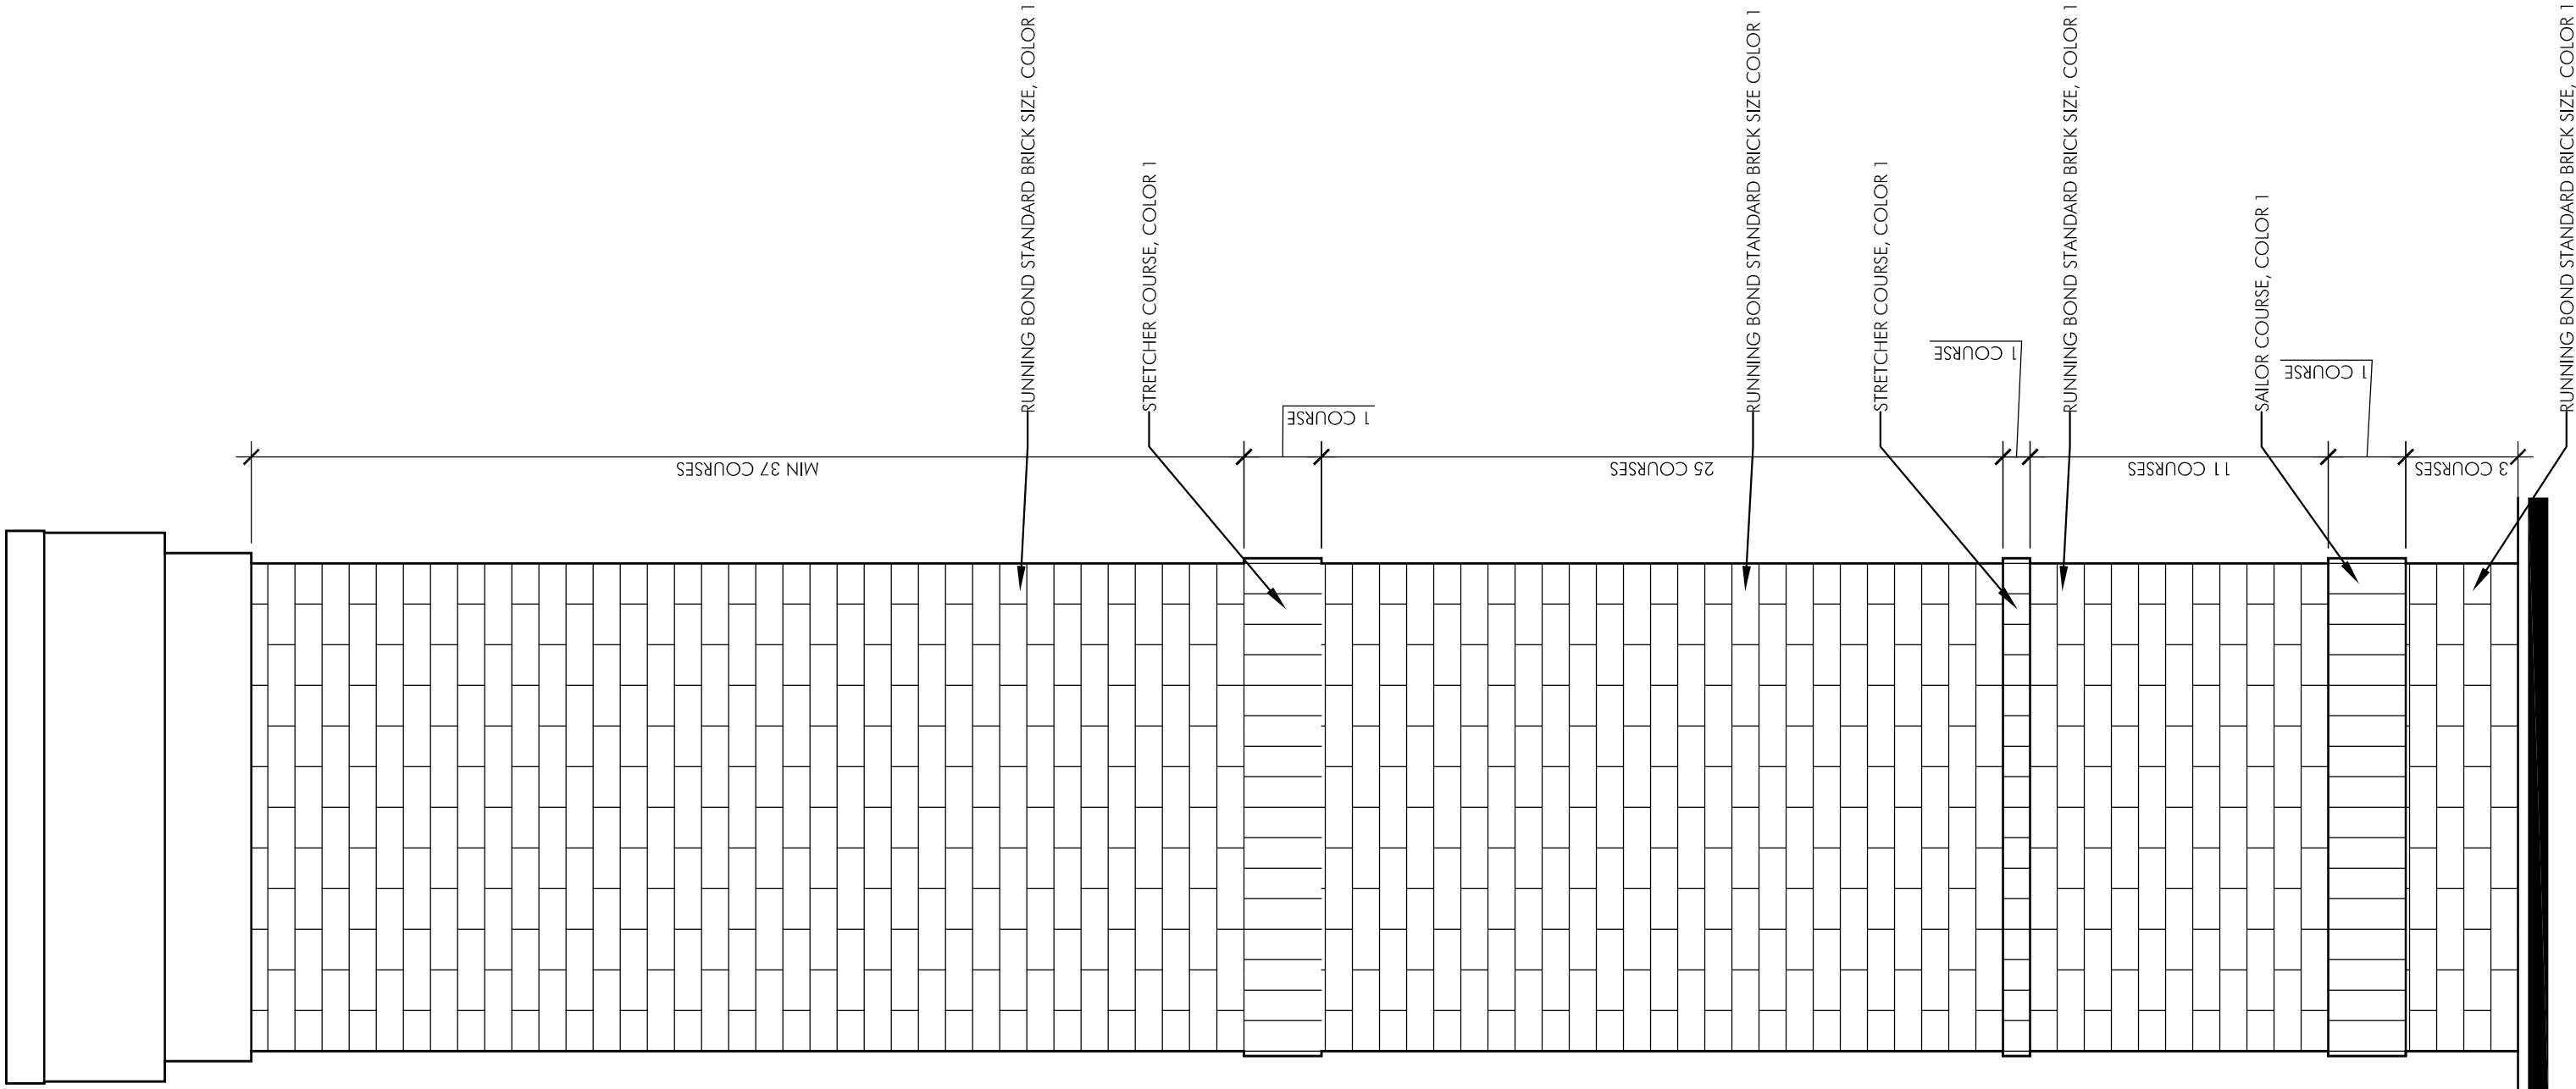 RUNNING BOND STANDARD BRICK SIZE, COLOR 1
MIN 37 COURSES
STRETCHER COURSE, COLOR 1
1 COURSE
RUNNING BOND STANDARD BRICK SIZE COLOR 1
25 COURSES
STRETCHER COURSE, COLOR 1
1 COURSE
RUNNING BOND STANDARD BRICK SIZE, COLOR 1
11 COURSES
SAILOR COURSE, COLOR 1
1 COURSE
RUNNING BOND STANDARD BRICK SIZE, COLOR 1
3 COURSES